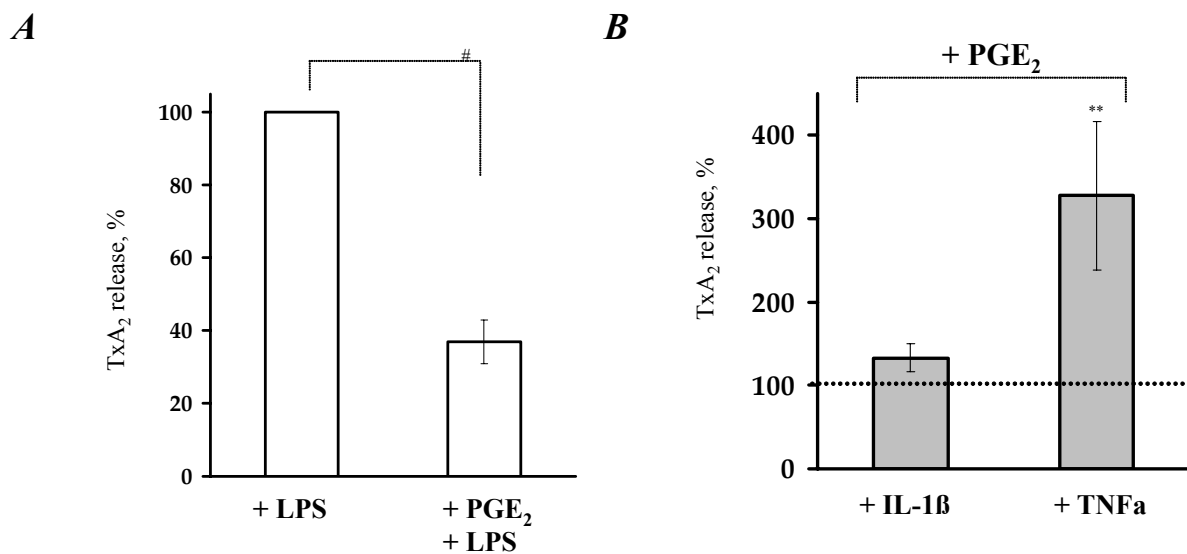 A
#
TxA₂ release, %
100
80
60
40
20
0
+ LPS
+ PGE₂
+ LPS
B
+ PGE₂
**
TxA₂ release, %
400
300
200
100
0
+ IL-1ß
+ TNFa